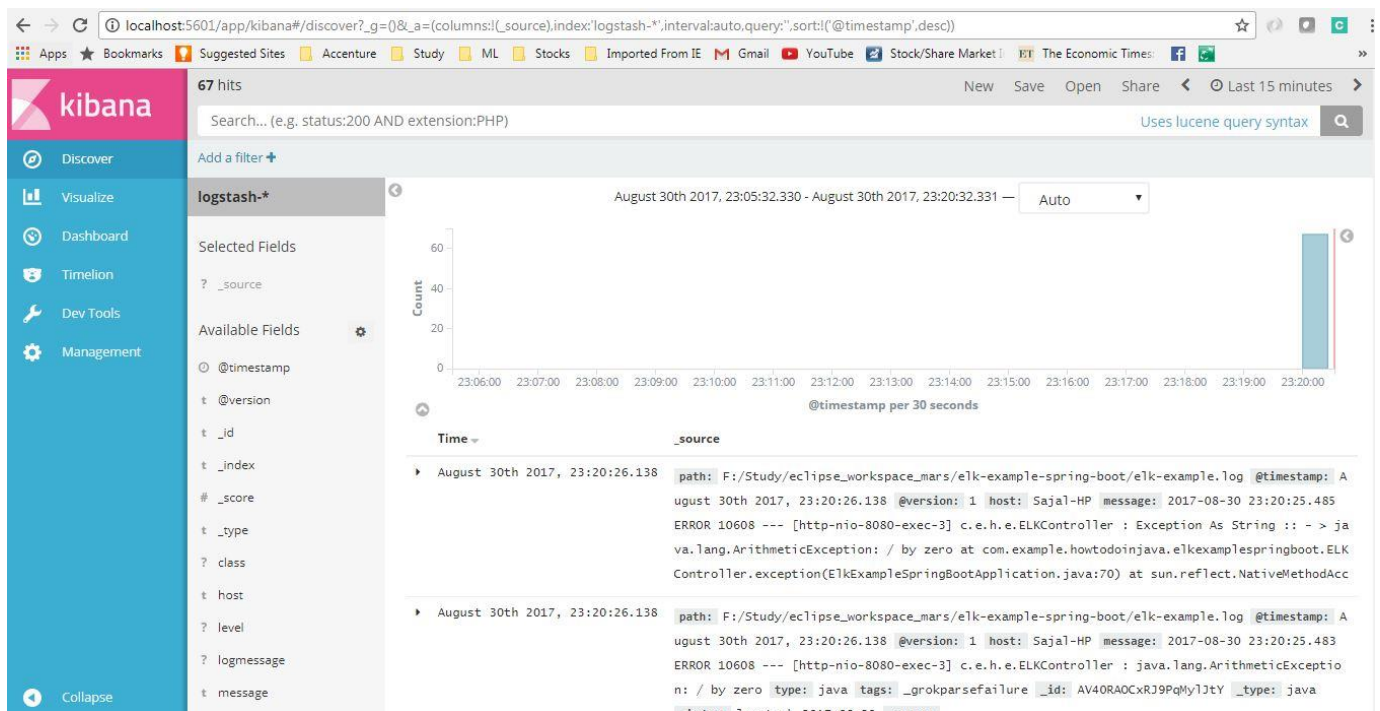 localhost:5601/app/kibana#/discover?_g=()&_a=(columns:!(_source),index:'logstash-*',interval:auto,query:'',sort:!('@timestamp',desc))
Apps Bookmarks Suggested Sites Accenture Study ML Stocks Imported From IE Gmail YouTube Stock/Share Market ET The Economic Times:
kibana
67 hits
New Save Open Share Last 15 minutes
Search... (e.g. status:200 AND extension:PHP)
Uses lucene query syntax
Discover
Visualize
Dashboard
Timelion
Dev Tools
Management
Collapse
Add a filter +
logstash-*
Selected Fields
? _source
Available Fields
@timestamp
t @version
t _id
t _index
# _score
t _type
? class
t host
? level
? logmessage
t message
August 30th 2017, 23:05:32.330 - August 30th 2017, 23:20:32.331 — Auto
Count
60
40
20
0
23:06:00 23:07:00 23:08:00 23:09:00 23:10:00 23:11:00 23:12:00 23:13:00 23:14:00 23:15:00 23:16:00 23:17:00 23:18:00 23:19:00 23:20:00
@timestamp per 30 seconds
Time _source
August 30th 2017, 23:20:26.138
path: F:/Study/eclipse_workspace_mars/elk-example-spring-boot/elk-example.log @timestamp: A
ugust 30th 2017, 23:20:26.138 @version: 1 host: Sajal-HP message: 2017-08-30 23:20:25.485
ERROR 10608 --- [http-nio-8080-exec-3] c.e.h.e.ELKController : Exception As String :: - > ja
va.lang.ArithmeticException: / by zero at com.example.howtodoinjava.elkexamplespringboot.ELK
Controller.exception(ElkExampleSpringBootApplication.java:70) at sun.reflect.NativeMethodAcc
August 30th 2017, 23:20:26.138
path: F:/Study/eclipse_workspace_mars/elk-example-spring-boot/elk-example.log @timestamp: A
ugust 30th 2017, 23:20:26.138 @version: 1 host: Sajal-HP message: 2017-08-30 23:20:25.483
ERROR 10608 --- [http-nio-8080-exec-3] c.e.h.e.ELKController : java.lang.ArithmeticExceptio
n: / by zero type: java tags: _grokparsefailure _id: AV40RAOCxRJ9PqMylJtY _type: java